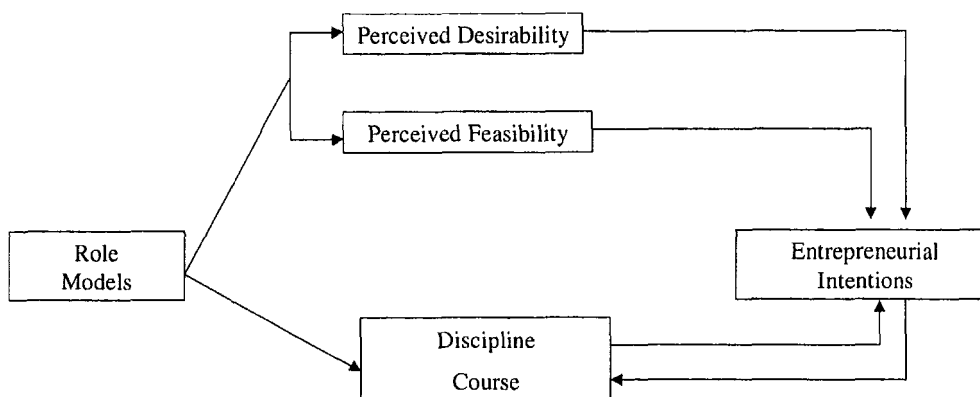 Perceived Desirability
Perceived Feasibility
Role
Models
Entrepreneurial
Intentions
Discipline
Course